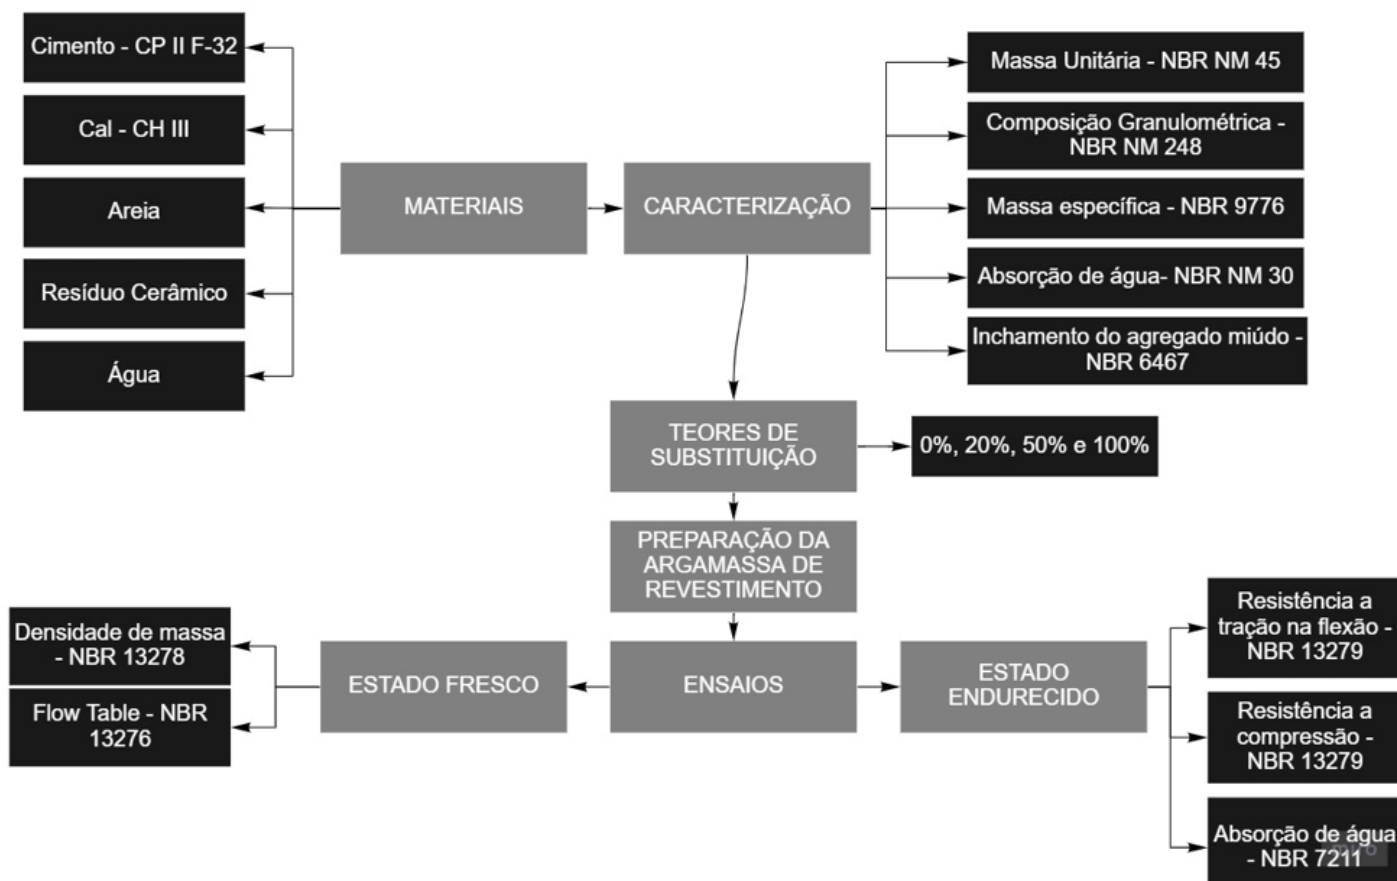 Cimento - CP II F-32
Cal - CH III
Areia
Resíduo Cerâmico
Água
MATERIAIS
CARACTERIZAÇÃO
Massa Unitária - NBR NM 45
Composição Granulométrica -
NBR NM 248
Massa específica - NBR 9776
Absorção de água- NBR NM 30
Inchamento do agregado miúdo -
NBR 6467
TEORES DE
SUBSTITUIÇÃO
0%, 20%, 50% e 100%
PREPARAÇÃO DA
ARGAMASSA DE
REVESTIMENTO
Densidade de massa
- NBR 13278
Flow Table - NBR
13276
ESTADO FRESCO
ENSAIOS
ESTADO
ENDURECIDO
Resistência a
tração na flexão -
NBR 13279
Resistência a
compressão -
NBR 13279
Absorção de água
- NBR 7211
miro